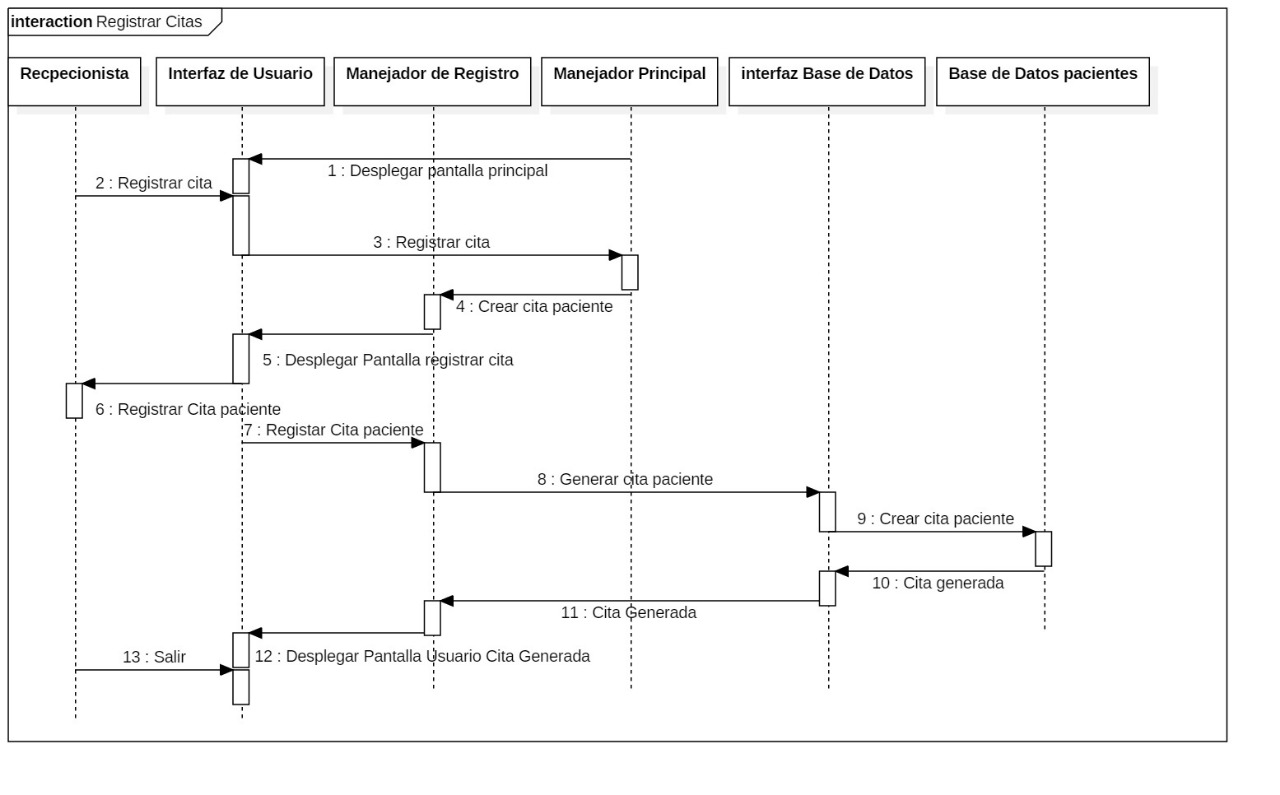 interaction Registrar Citas
Recpecionista
Interfaz de Usuario
Manejador de Registro
Manejador Principal
interfaz Base de Datos
Base de Datos pacientes
1 : Desplegar pantalla principal
2 : Registrar cita
3 : Registrar cita
4 : Crear cita paciente
5 : Desplegar Pantalla registrar cita
6 : Registrar Cita paciente
7 : Registar Cita paciente
8 : Generar cita paciente
9 : Crear cita paciente
10 : Cita generada
11 : Cita Generada
12 : Desplegar Pantalla Usuario Cita Generada
13 : Salir